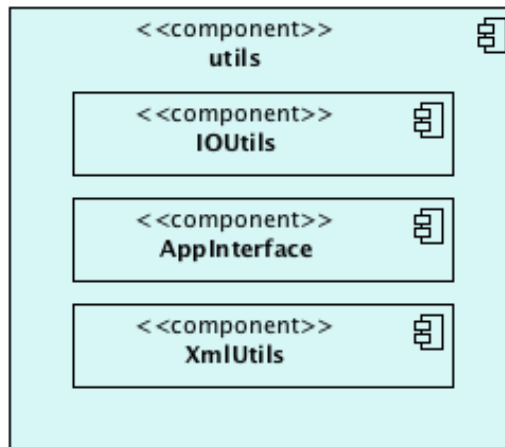 <<component>>
utils
<<component>>
IOUtils
<<component>>
AppInterface
<<component>>
XmlUtils